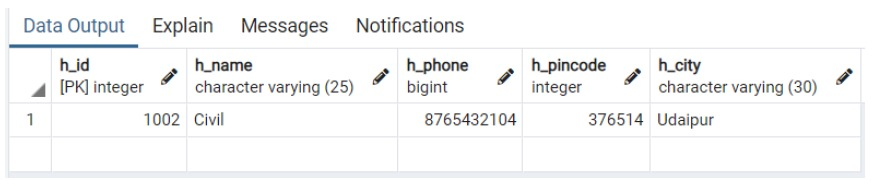 Data Output Explain Messages Notifications
h_id h_name h_phone h_pincode h_city
[PK] integer character varying (25) bigint integer character varying (30)
1 1002 Civil 8765432104 376514 Udaipur